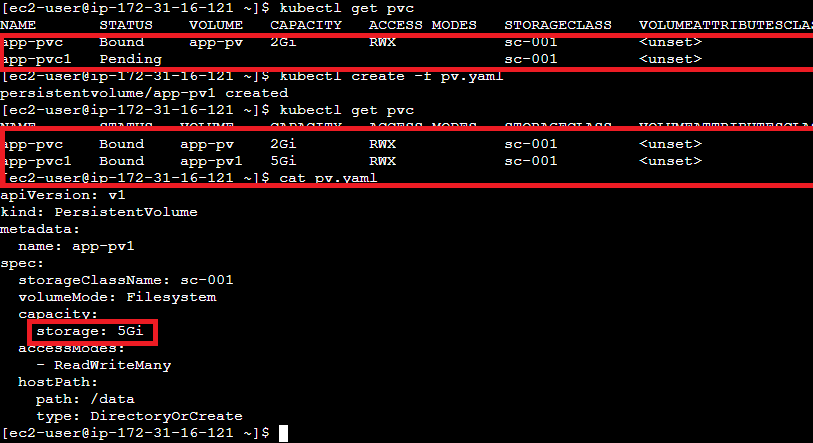 [ec2-user@ip-172-31-16-121 ~]$ kubectl get pvc
NAME STATUS VOLUME CAPACITY ACCESS MODES STORAGECLASS VOLUMEATTRIBUTESCLA
app-pvc Bound app-pv 2Gi RWX sc-001 <unset>
app-pvc1 Pending sc-001 <unset>
[ec2-user@ip-172-31-16-121 ~]$ kubectl create -f pv.yaml
persistentvolume/app-pv1 created
[ec2-user@ip-172-31-16-121 ~]$ kubectl get pvc
NAME STATUS VOLUME CAPACITY ACCESS MODES STORAGECLASS VOLUMEATTRIBUTESCLA
app-pvc Bound app-pv 2Gi RWX sc-001 <unset>
app-pvc1 Bound app-pv1 5Gi RWX sc-001 <unset>
[ec2-user@ip-172-31-16-121 ~]$ cat pv.yaml
apiVersion: v1
kind: PersistentVolume
metadata:
  name: app-pv1
spec:
  storageClassName: sc-001
  volumeMode: Filesystem
  capacity:
    storage: 5Gi
  accessModes:
    - ReadWriteMany
  hostPath:
    path: /data
    type: DirectoryOrCreate
[ec2-user@ip-172-31-16-121 ~]$